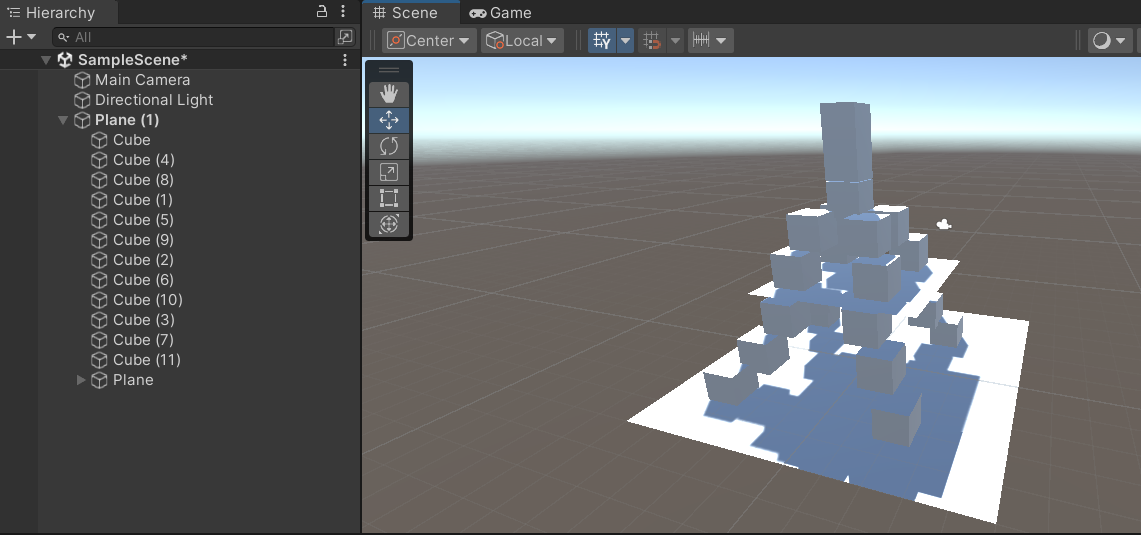 Hierarchy
All
SampleScene*
Main Camera
Directional Light
Plane (1)
Cube
Cube (4)
Cube (8)
Cube (1)
Cube (5)
Cube (9)
Cube (2)
Cube (6)
Cube (10)
Cube (3)
Cube (7)
Cube (11)
Plane
Scene
Game
Center
Local
Y